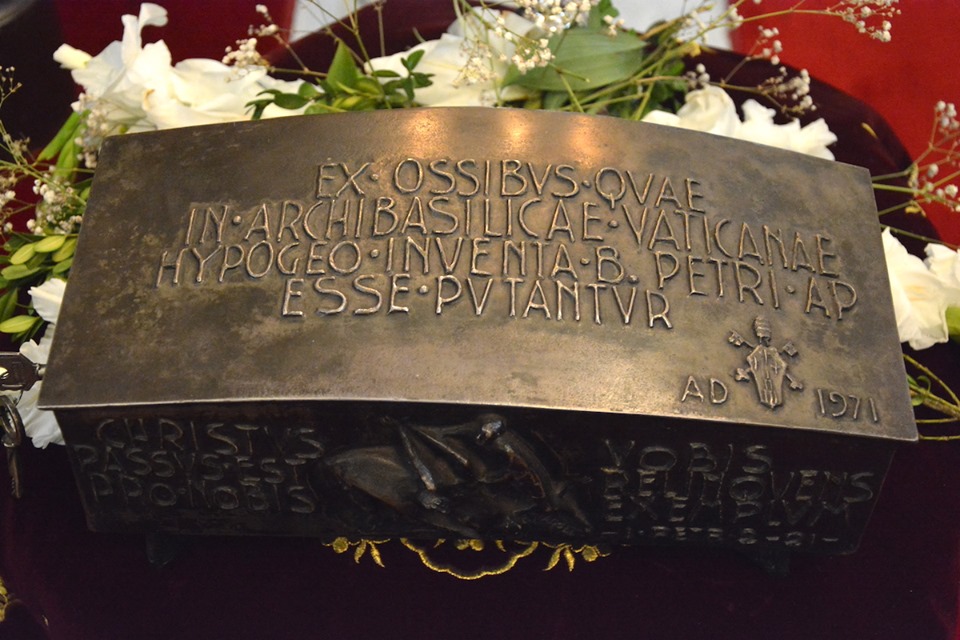 EX·OSSIBVS·QVAE
IN·ARCHIBASILICAE·VATICANAE
HYPOGEO·INVENTA·B.PETRI·AP
ESSE·PVTANTVR
AD 1971
CHRISTVS
PASSVS·EST
PRO·NOBIS
VOBIS
RELINQVENS
EXEMPLVM